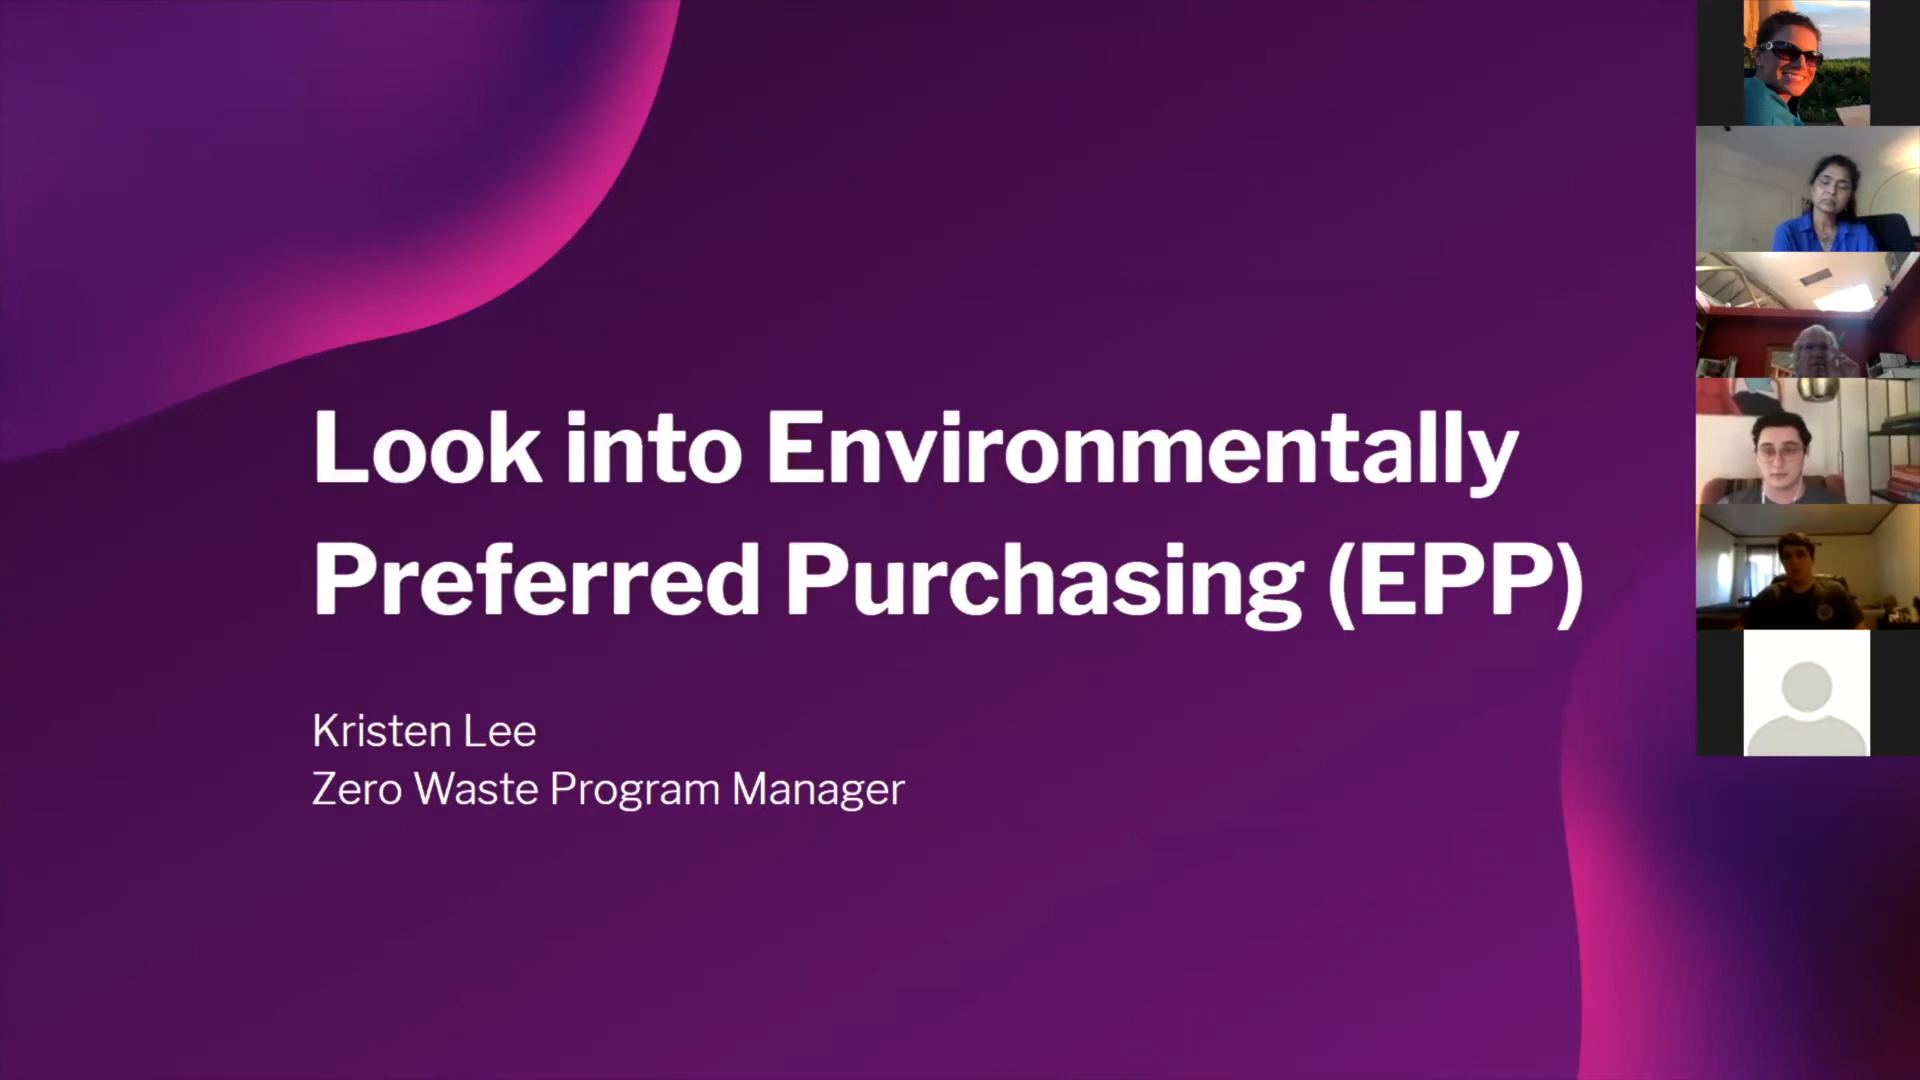 Look into Environmentally
Preferred Purchasing (EPP)
Kristen Lee
Zero Waste Program Manager